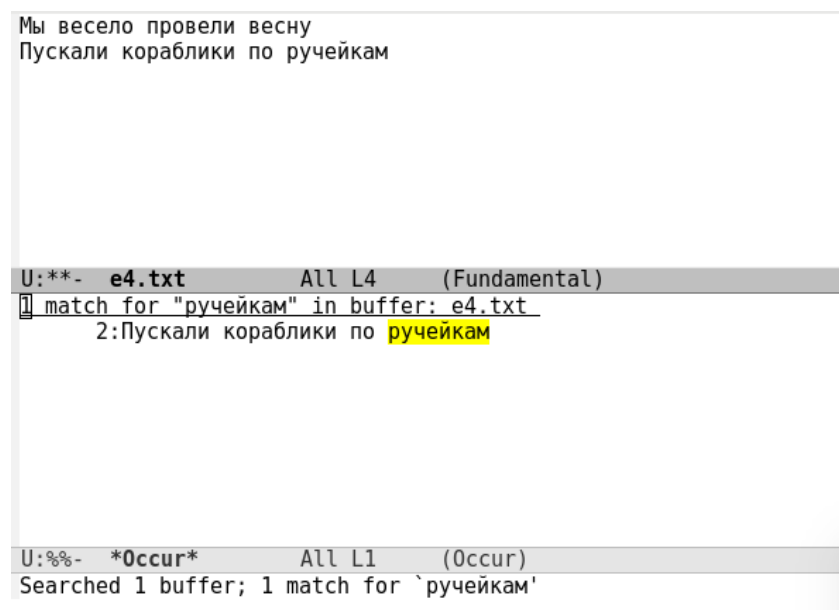 Мы весело провели весну
Пускали кораблики по ручейкам
U:**-  e4.txt         All L4     (Fundamental)
1 match for "ручейкам" in buffer: e4.txt
      2:Пускали кораблики по ручейкам
U:%%-  *Occur*        All L1     (Occur)
Searched 1 buffer; 1 match for `ручейкам'